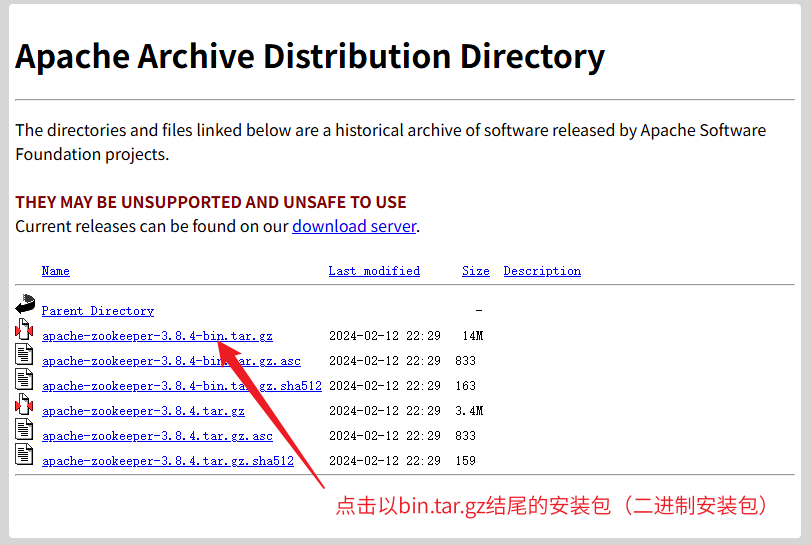 Apache Archive Distribution Directory
The directories and files linked below are a historical archive of software released by Apache Software
Foundation projects.
THEY MAY BE UNSUPPORTED AND UNSAFE TO USE
Current releases can be found on our download server.
Name Last modified Size Description
Parent Directory -
apache-zookeeper-3.8.4-bin.tar.gz 2024-02-12 22:29 14M
apache-zookeeper-3.8.4-bin.tar.gz.asc 2024-02-12 22:29 833
apache-zookeeper-3.8.4-bin.tar.gz.sha512 2024-02-12 22:29 163
apache-zookeeper-3.8.4.tar.gz 2024-02-12 22:29 3.4M
apache-zookeeper-3.8.4.tar.gz.asc 2024-02-12 22:29 833
apache-zookeeper-3.8.4.tar.gz.sha512 2024-02-12 22:29 159
点击以bin.tar.gz结尾的安装包（二进制安装包）